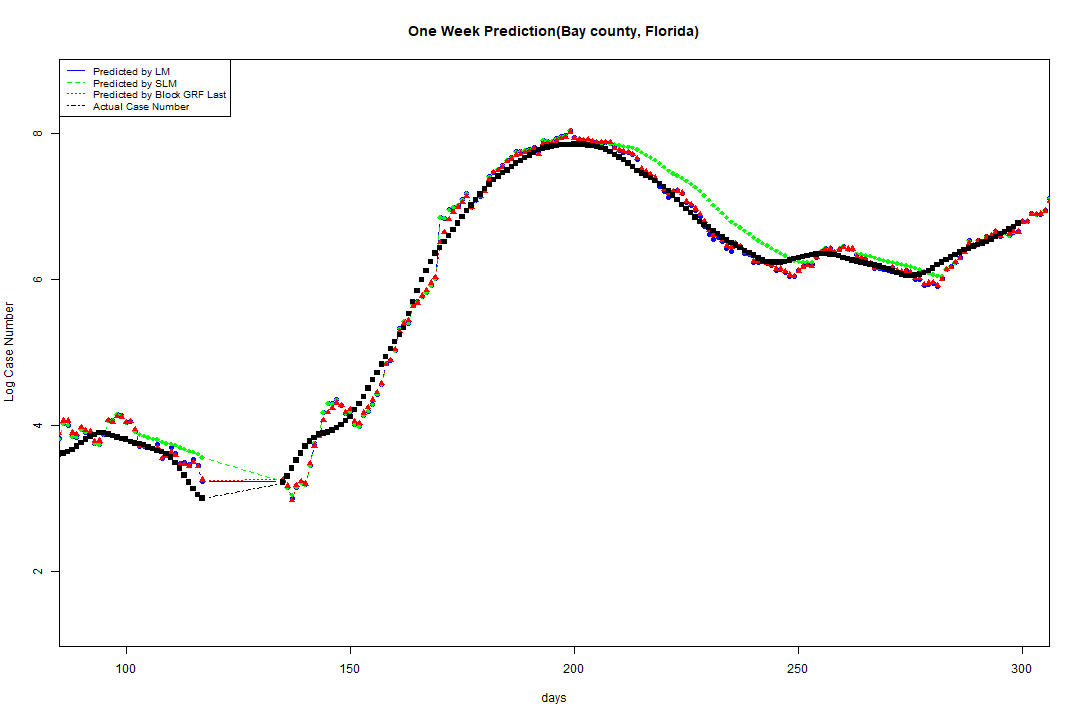 One Week Prediction(Bay county, Florida)
Predicted by LM
Predicted by SLM
Predicted by Block GRF Last
Actual Case Number
8
6
4
2
Log Case Number
100 150 200 250 300
days